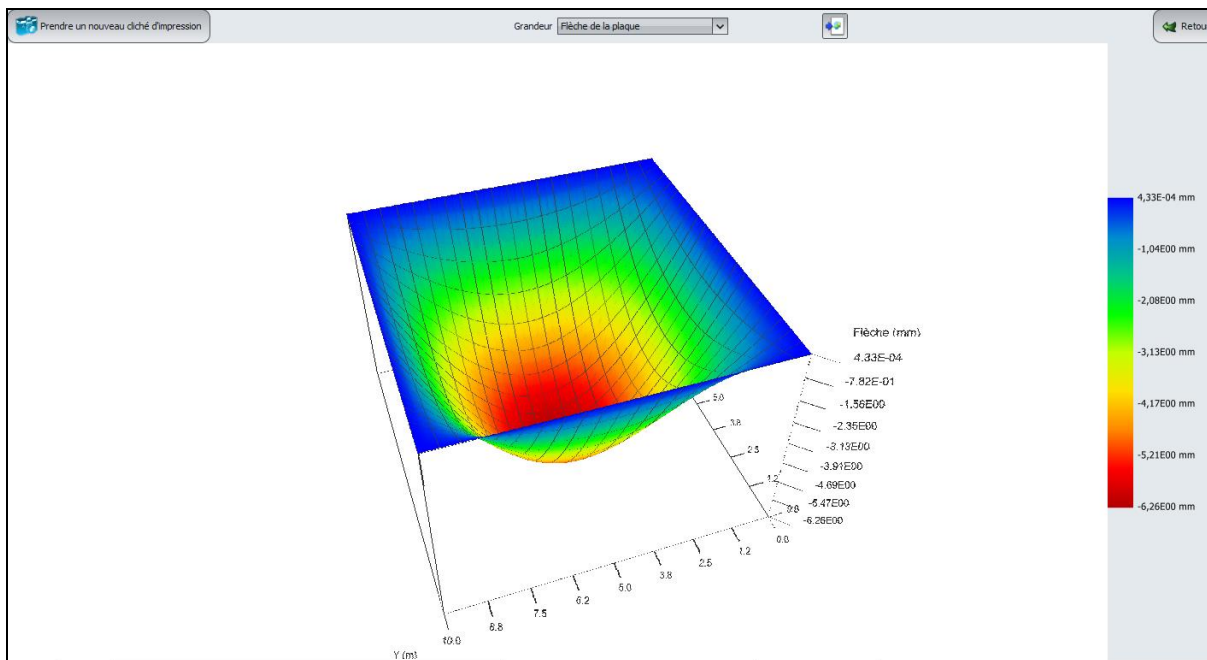 Prendre un nouveau cliché d'impression
Grandeur Flèche de la plaque
Retou
4,33E-04 mm
-1,04E00 mm
-2,08E00 mm
-3,13E00 mm
-4,17E00 mm
-5,21E00 mm
-6,26E00 mm
Flèche (mm)
4.33E-04
-7.82E-01
-1.56E00
-2.35E00
-3.13E00
-3.91E00
-4.69E00
-5.47E00
-6.26E00
5.0
3.8
2.5
1.2
0.0
1.2
2.5
3.8
5.0
6.2
7.5
8.8
10.0
Y (m)